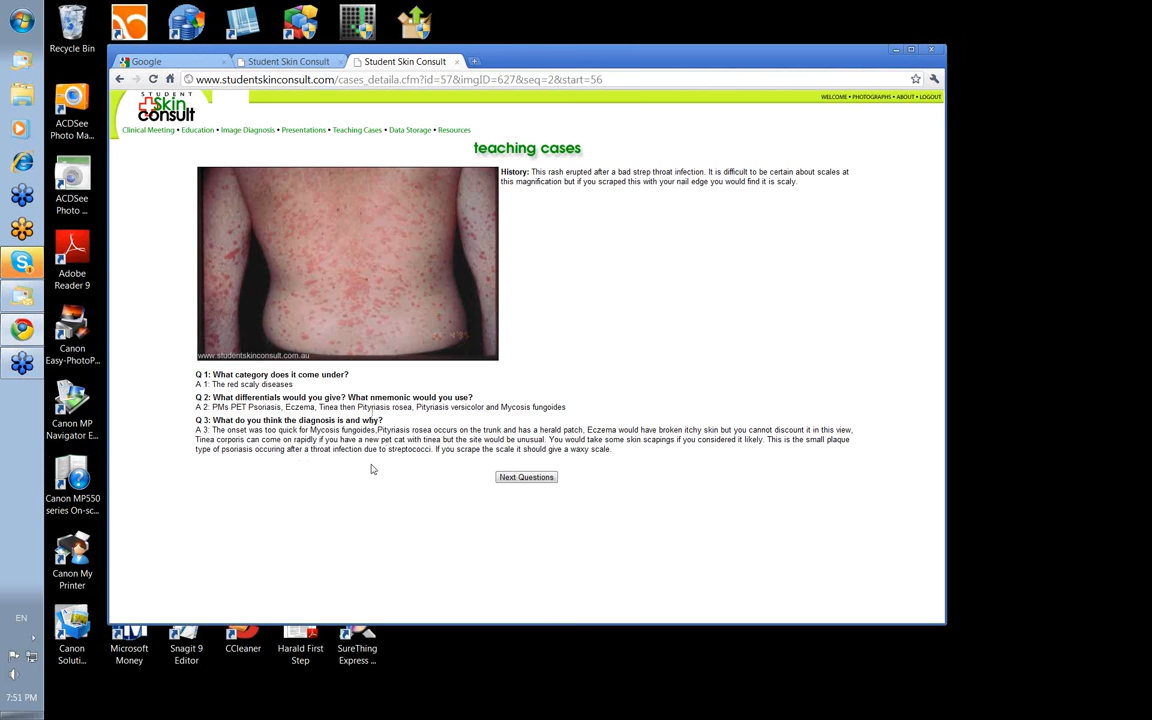 Recycle Bin
ACDSee
Photo Ma...
ACDSee
Photo ...
Adobe
Reader 9
Canon
Easy-PhotoP...
Canon MP
Navigator E...
Canon MP550
series On-sc...
Canon My
Printer
Canon
Soluti...
Microsoft
Money
Snagit 9
Editor
CCleaner
Harald First
Step
SureThing
Express ...
EN
7:51 PM
Google
Student Skin Consult
Student Skin Consult
www.studentskinconsult.com/cases_detaila.cfm?id=57&imgID=627&seq=2&start=56
STUDENT
Skin
consult
WELCOME • PHOTOGRAPHS • ABOUT • LOGOUT
Clinical Meeting • Education • Image Diagnosis • Presentations • Teaching Cases • Data Storage • Resources
teaching cases
History: This rash erupted after a bad strep throat infection. It is difficult to be certain about scales at
this magnification but if you scraped this with your nail edge you would find it is scaly.
www.studentskinconsult.com.au
Q 1: What category does it come under?
A 1: The red scaly diseases
Q 2: What differentials would you give? What nmemonic would you use?
A 2: PMs PET Psoriasis, Eczema, Tinea then Pityriasis rosea, Pityriasis versicolor and Mycosis fungoides
Q 3: What do you think the diagnosis is and why?
A 3: The onset was too quick for Mycosis fungoides,Pityriasis rosea occurs on the trunk and has a herald patch, Eczema would have broken itchy skin but you cannot discount it in this view,
Tinea corporis can come on rapidly if you have a new pet cat with tinea but the site would be unusual. You would take some skin scapings if you considered it likely. This is the small plaque
type of psoriasis occuring after a throat infection due to streptococci. If you scrape the scale it should give a waxy scale.
Next Questions